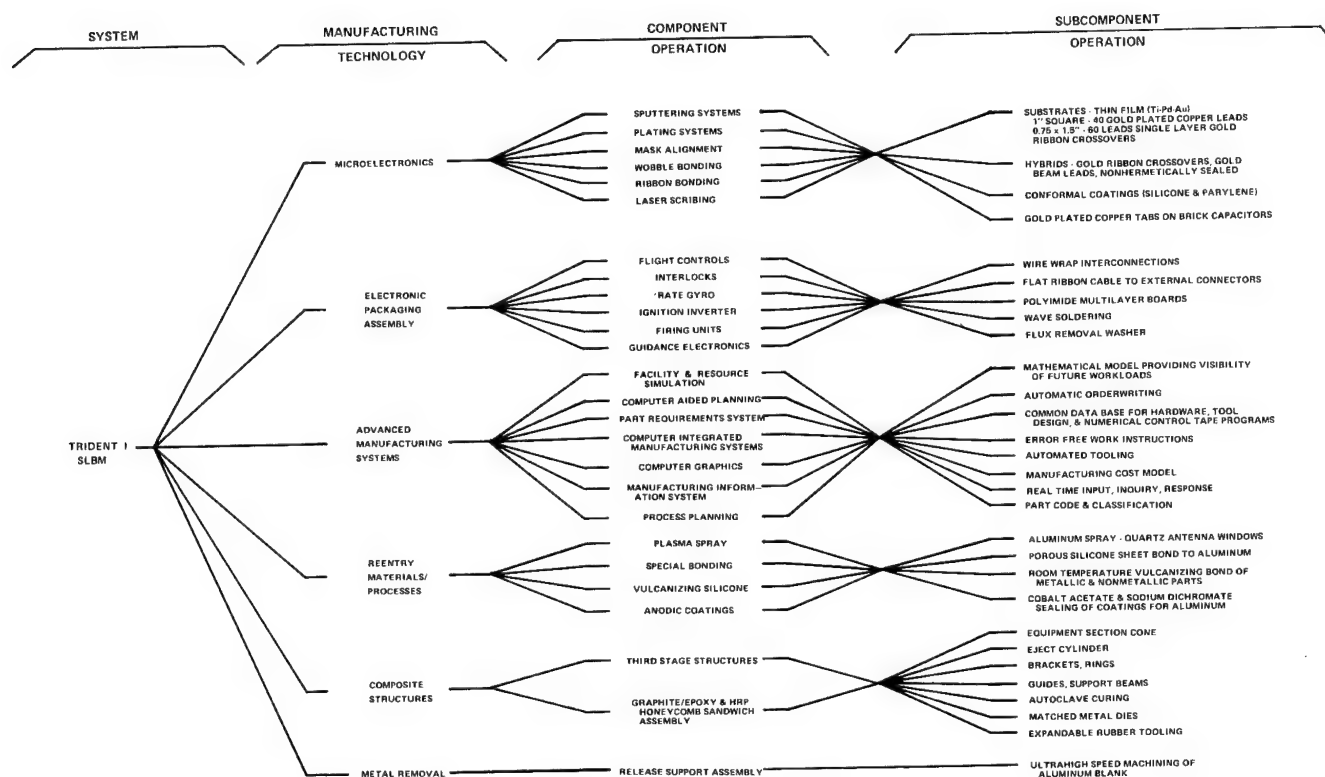 SYSTEM
MANUFACTURING
TECHNOLOGY
COMPONENT
OPERATION
SUBCOMPONENT
OPERATION
TRIDENT I
SLBM
MICROELECTRONICS
SPUTTERING SYSTEMS
PLATING SYSTEMS
MASK ALIGNMENT
WOBBLE BONDING
RIBBON BONDING
LASER SCRIBING
SUBSTRATES - THIN FILM (Ti-Pd-Au)
1" SQUARE - 40 GOLD PLATED COPPER LEADS
0.75 x 1.5" - 60 LEADS SINGLE LAYER GOLD
RIBBON CROSSOVERS
HYBRIDS - GOLD RIBBON CROSSOVERS, GOLD
BEAM LEADS, NONHERMETICALLY SEALED
CONFORMAL COATINGS (SILICONE & PARYLENE)
GOLD PLATED COPPER TABS ON BRICK CAPACITORS
ELECTRONIC
PACKAGING
ASSEMBLY
FLIGHT CONTROLS
INTERLOCKS
RATE GYRO
IGNITION INVERTER
FIRING UNITS
GUIDANCE ELECTRONICS
WIRE WRAP INTERCONNECTIONS
FLAT RIBBON CABLE TO EXTERNAL CONNECTORS
POLYIMIDE MULTILAYER BOARDS
WAVE SOLDERING
FLUX REMOVAL WASHER
ADVANCED
MANUFACTURING
SYSTEMS
FACILITY & RESOURCE
SIMULATION
COMPUTER AIDED PLANNING
PART REQUIREMENTS SYSTEM
COMPUTER INTEGRATED
MANUFACTURING SYSTEMS
COMPUTER GRAPHICS
MANUFACTURING INFORM-
ATION SYSTEM
PROCESS PLANNING
MATHEMATICAL MODEL PROVIDING VISIBILITY
OF FUTURE WORKLOADS
AUTOMATIC ORDERWRITING
COMMON DATA BASE FOR HARDWARE, TOOL
DESIGN, & NUMERICAL CONTROL TAPE PROGRAMS
ERROR FREE WORK INSTRUCTIONS
AUTOMATED TOOLING
MANUFACTURING COST MODEL
REAL TIME INPUT, INQUIRY, RESPONSE
PART CODE & CLASSIFICATION
REENTRY
MATERIALS/
PROCESSES
PLASMA SPRAY
SPECIAL BONDING
VULCANIZING SILICONE
ANODIC COATINGS
ALUMINUM SPRAY - QUARTZ ANTENNA WINDOWS
POROUS SILICONE SHEET BOND TO ALUMINUM
ROOM TEMPERATURE VULCANIZING BOND OF
METALLIC & NONMETALLIC PARTS
COBALT ACETATE & SODIUM DICHROMATE
SEALING OF COATINGS FOR ALUMINUM
COMPOSITE
STRUCTURES
THIRD STAGE STRUCTURES
GRAPHITE/EPOXY & HRP
HONEYCOMB SANDWICH
ASSEMBLY
EQUIPMENT SECTION CONE
EJECT CYLINDER
BRACKETS, RINGS
GUIDES, SUPPORT BEAMS
AUTOCLAVE CURING
MATCHED METAL DIES
EXPANDABLE RUBBER TOOLING
METAL REMOVAL
RELEASE SUPPORT ASSEMBLY
ULTRAHIGH SPEED MACHINING OF
ALUMINUM BLANK